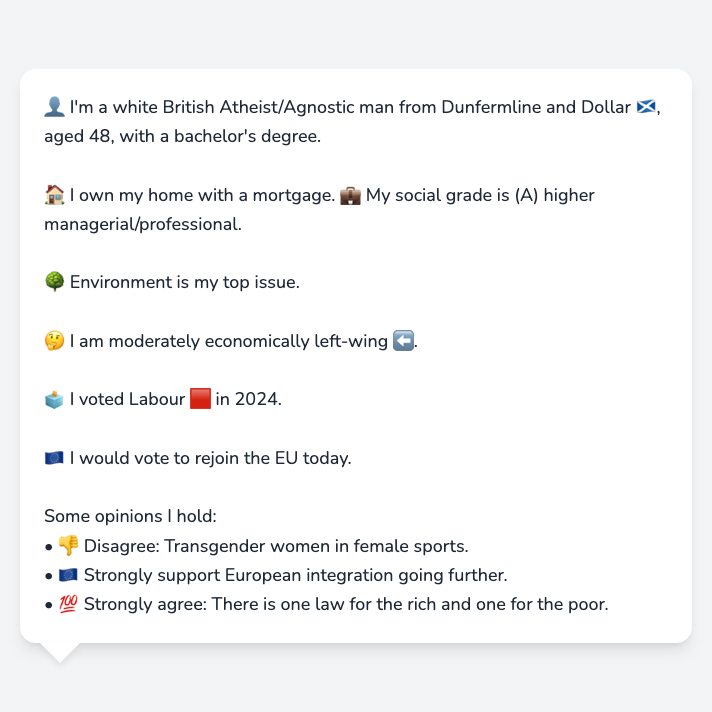 👤 I'm a white British Atheist/Agnostic man from Dunfermline and Dollar 🏴󠁧󠁢󠁳󠁣󠁴󠁿,
aged 48, with a bachelor's degree.
🏠 I own my home with a mortgage. 💼 My social grade is (A) higher
managerial/professional.
🌳 Environment is my top issue.
🤔 I am moderately economically left-wing ⬅️.
🗳️ I voted Labour 🟥 in 2024.
🇪🇺 I would vote to rejoin the EU today.
Some opinions I hold:
• 👎 Disagree: Transgender women in female sports.
• 🇪🇺 Strongly support European integration going further.
• 💯 Strongly agree: There is one law for the rich and one for the poor.